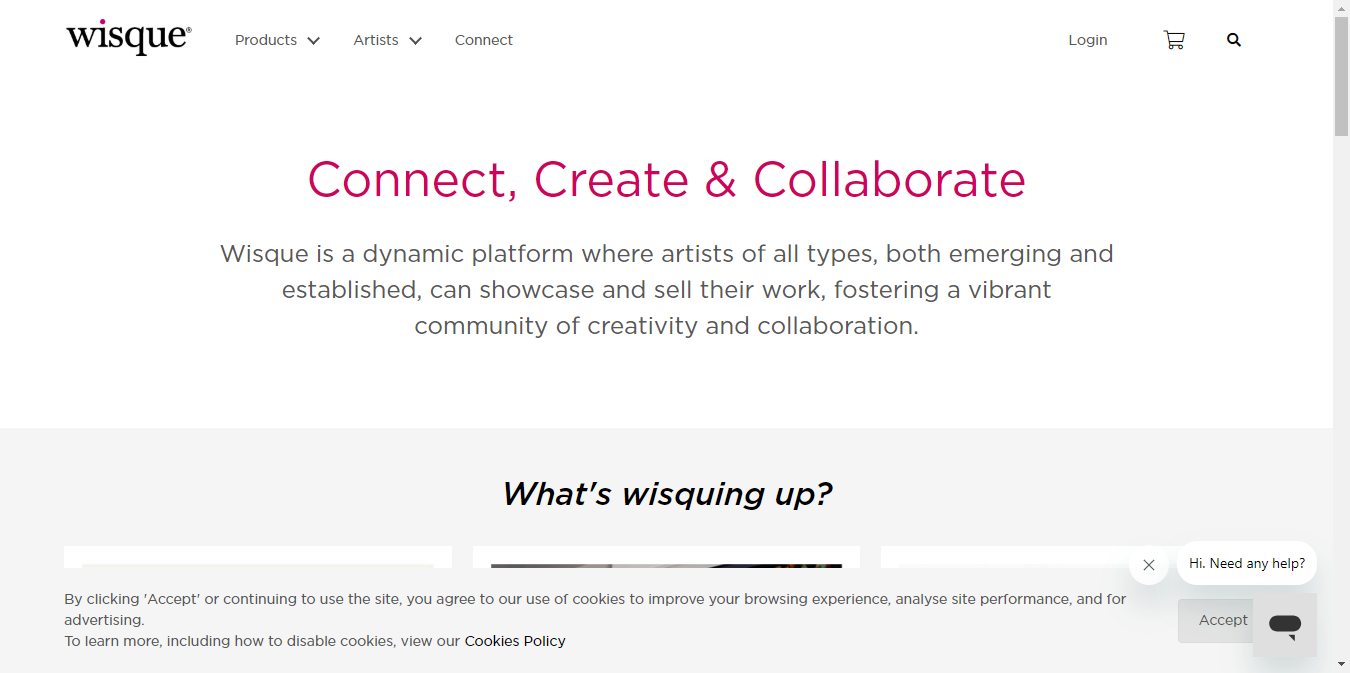 wisque®
Products
Artists
Connect
Login
Connect, Create & Collaborate
Wisque is a dynamic platform where artists of all types, both emerging and
established, can showcase and sell their work, fostering a vibrant
community of creativity and collaboration.
What's wisquing up?
Hi. Need any help?
By clicking 'Accept' or continuing to use the site, you agree to our use of cookies to improve your browsing experience, analyse site performance, and for
advertising.
To learn more, including how to disable cookies, view our Cookies Policy
Accept